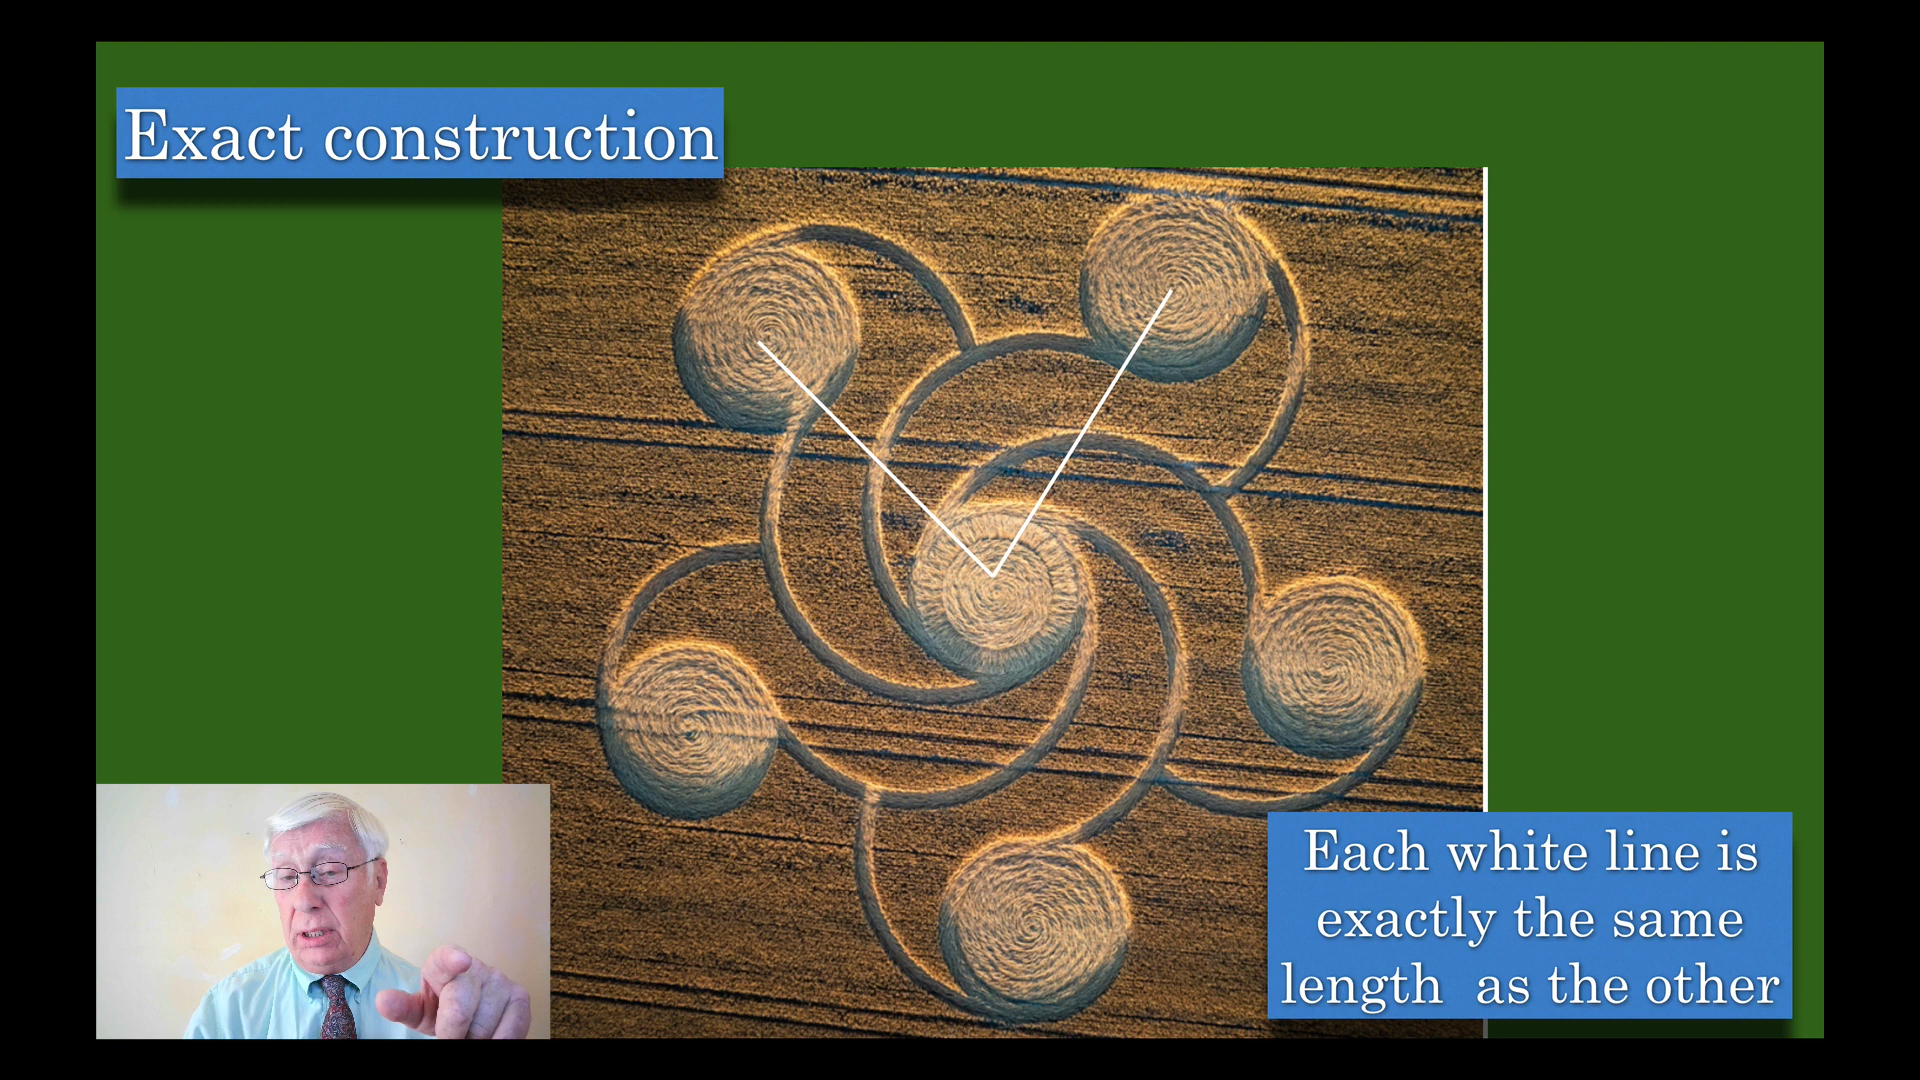 Exact construction
Each white line is
exactly the same
length as the other